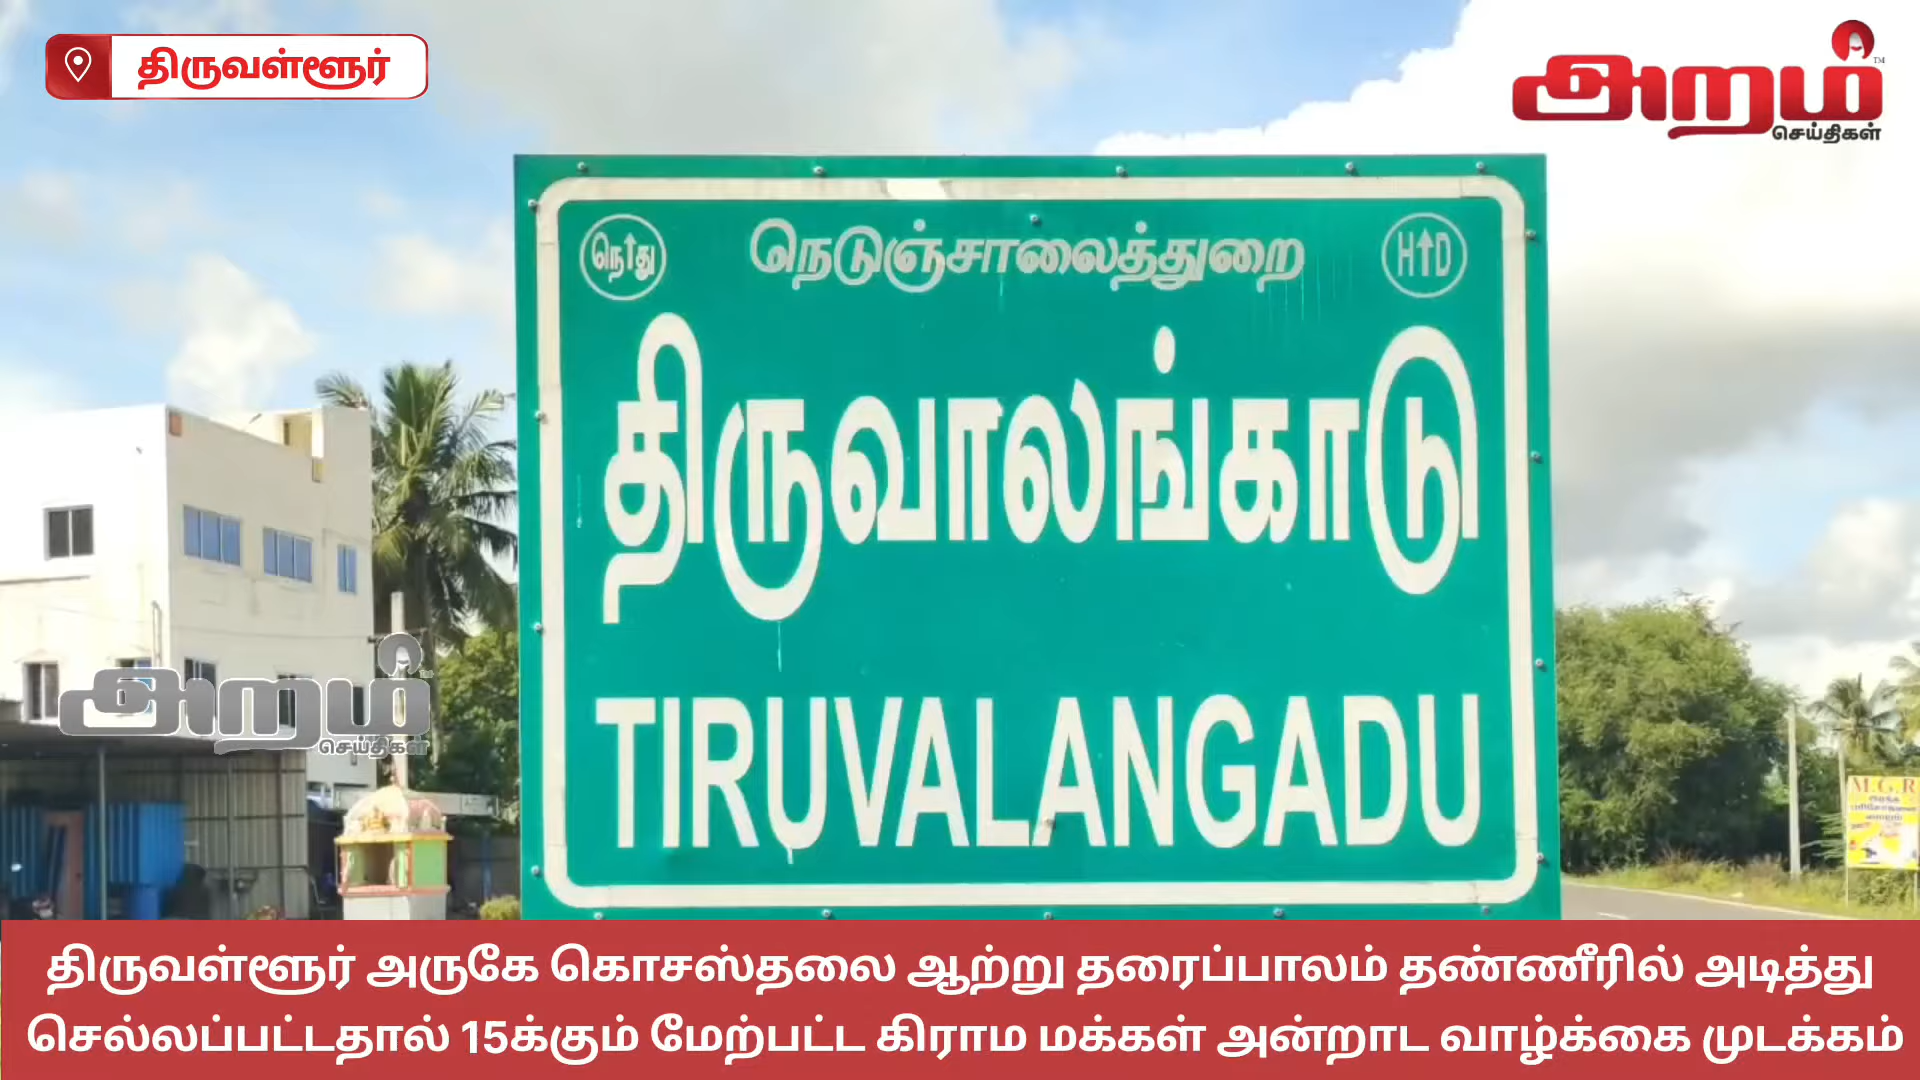 திருவள்ளூர்
அறம்
செய்திகள்
நெ து
நெடுஞ்சாலைத்துறை
H D
திருவாலங்காடு
TIRUVALANGADU
அறம்
செய்திகள்
M.G.R
திருவள்ளூர் அருகே கொசஸ்தலை ஆற்று தரைப்பாலம் தண்ணீரில் அடித்து
செல்லப்பட்டதால் 15க்கும் மேற்பட்ட கிராம மக்கள் அன்றாட வாழ்க்கை முடக்கம்